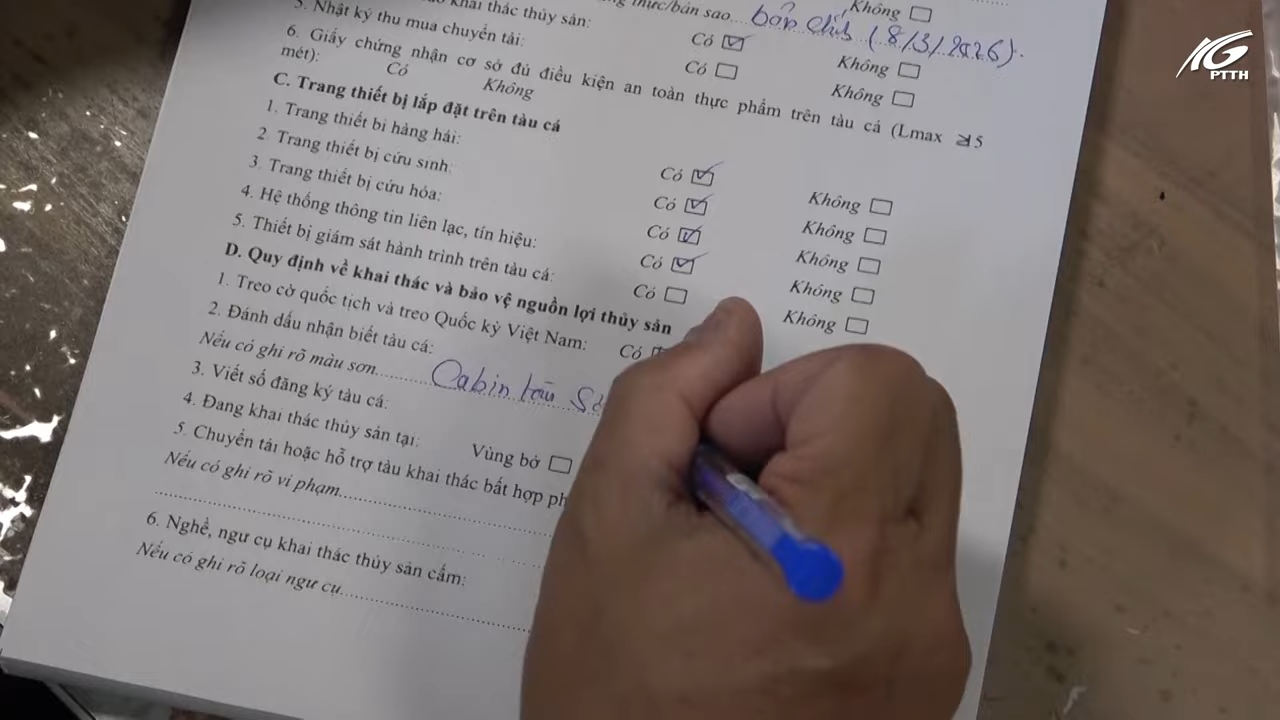 thực/bản sao....bản chính (8/3/2026). Không ☐
5. Nhật ký thu mua chuyển tải: Có ☑ Không ☐
6. Giấy chứng nhận cơ sở đủ điều kiện an toàn thực phẩm trên tàu cá (Lmax ≥15
mét): Có Không
Có ☐ Không ☐
C. Trang thiết bị lắp đặt trên tàu cá
1. Trang thiết bị hàng hải: Có ☑ Không ☐
2. Trang thiết bị cứu sinh: Có ☑ Không ☐
3. Trang thiết bị cứu hỏa: Có ☑ Không ☐
4. Hệ thống thông tin liên lạc, tín hiệu: Có ☑ Không ☐
5. Thiết bị giám sát hành trình trên tàu cá: Có ☐ Không ☐
D. Quy định về khai thác và bảo vệ nguồn lợi thủy sản
1. Treo cờ quốc tịch và treo Quốc kỳ Việt Nam: Có
2. Đánh dấu nhận biết tàu cá:
Nếu có ghi rõ màu sơn..........Cabin tàu
3. Viết số đăng ký tàu cá:
4. Đang khai thác thủy sản tại: Vùng bờ ☐
5. Chuyển tải hoặc hỗ trợ tàu khai thác bất hợp
Nếu có ghi rõ vi phạm..........
6. Nghề, ngư cụ khai thác thủy sản cấm:
Nếu có ghi rõ loại ngư cụ..........
PTTH